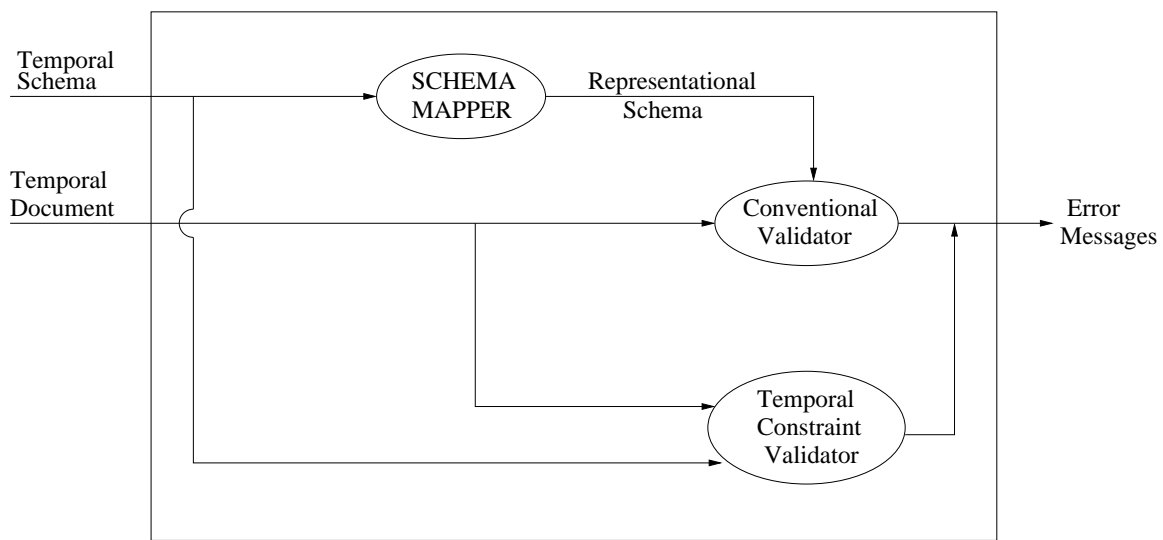 Temporal
Schema
SCHEMA
MAPPER
Representational
Schema
Temporal
Document
Conventional
Validator
Error
Messages
Temporal
Constraint
Validator